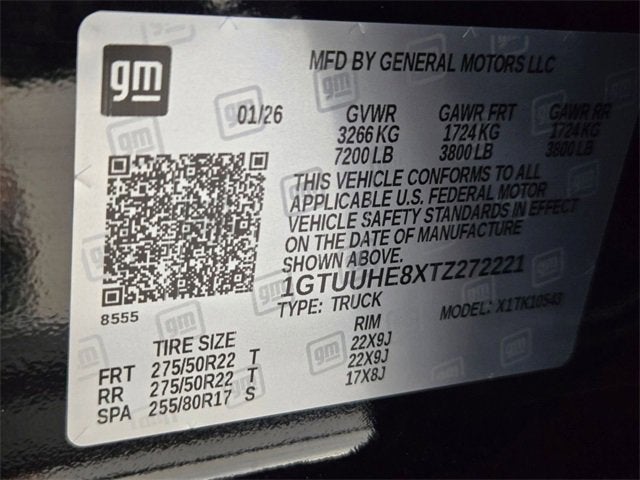 gm
MFD BY GENERAL MOTORS LLC
01/26 GVWR GAWR FRT GAWR RR
3266 KG 1724 KG 1724 KG
7200 LB 3800 LB 3800 LB
THIS VEHICLE CONFORMS TO ALL
APPLICABLE U.S. FEDERAL MOTOR
VEHICLE SAFETY STANDARDS IN EFFECT
ON THE DATE OF MANUFACTURE
SHOWN ABOVE.
1GTUUHE8XTZ272221
TYPE: TRUCK MODEL: X1TK10543
8555
TIRE SIZE RIM
FRT 275/50R22 T 22X9J
RR 275/50R22 T 22X9J
SPA 255/80R17 S 17X8J